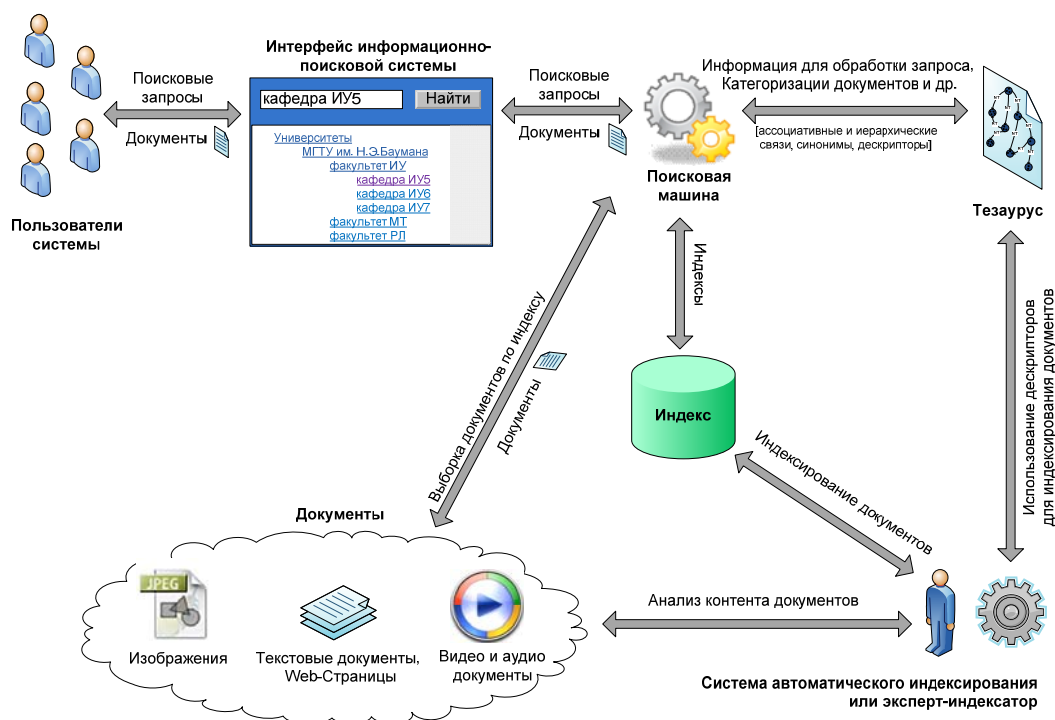 Интерфейс информационно-
поисковой системы
Поисковые
запросы
Документы
кафедра ИУ5
Найти
Университеты
МГТУ им. Н.Э.Баумана
факультет ИУ
кафедра ИУ5
кафедра ИУ6
кафедра ИУ7
факультет МТ
факультет РЛ
Поисковые
запросы
Документы
Поисковая
машина
Информация для обработки запроса,
Категоризации документов и др.
[ассоциативные и иерархические
связи, синонимы, дескрипторы]
Тезаурус
Пользователи
системы
Индексы
Выборка документов по индексу
Документы
Индекс
Индексирование документов
Использование дескрипторов
для индексирования документов
Документы
JPEG
Изображения
Текстовые документы,
Web-Страницы
Видео и аудио
документы
Анализ контента документов
Система автоматического индексирования
или эксперт-индексатор